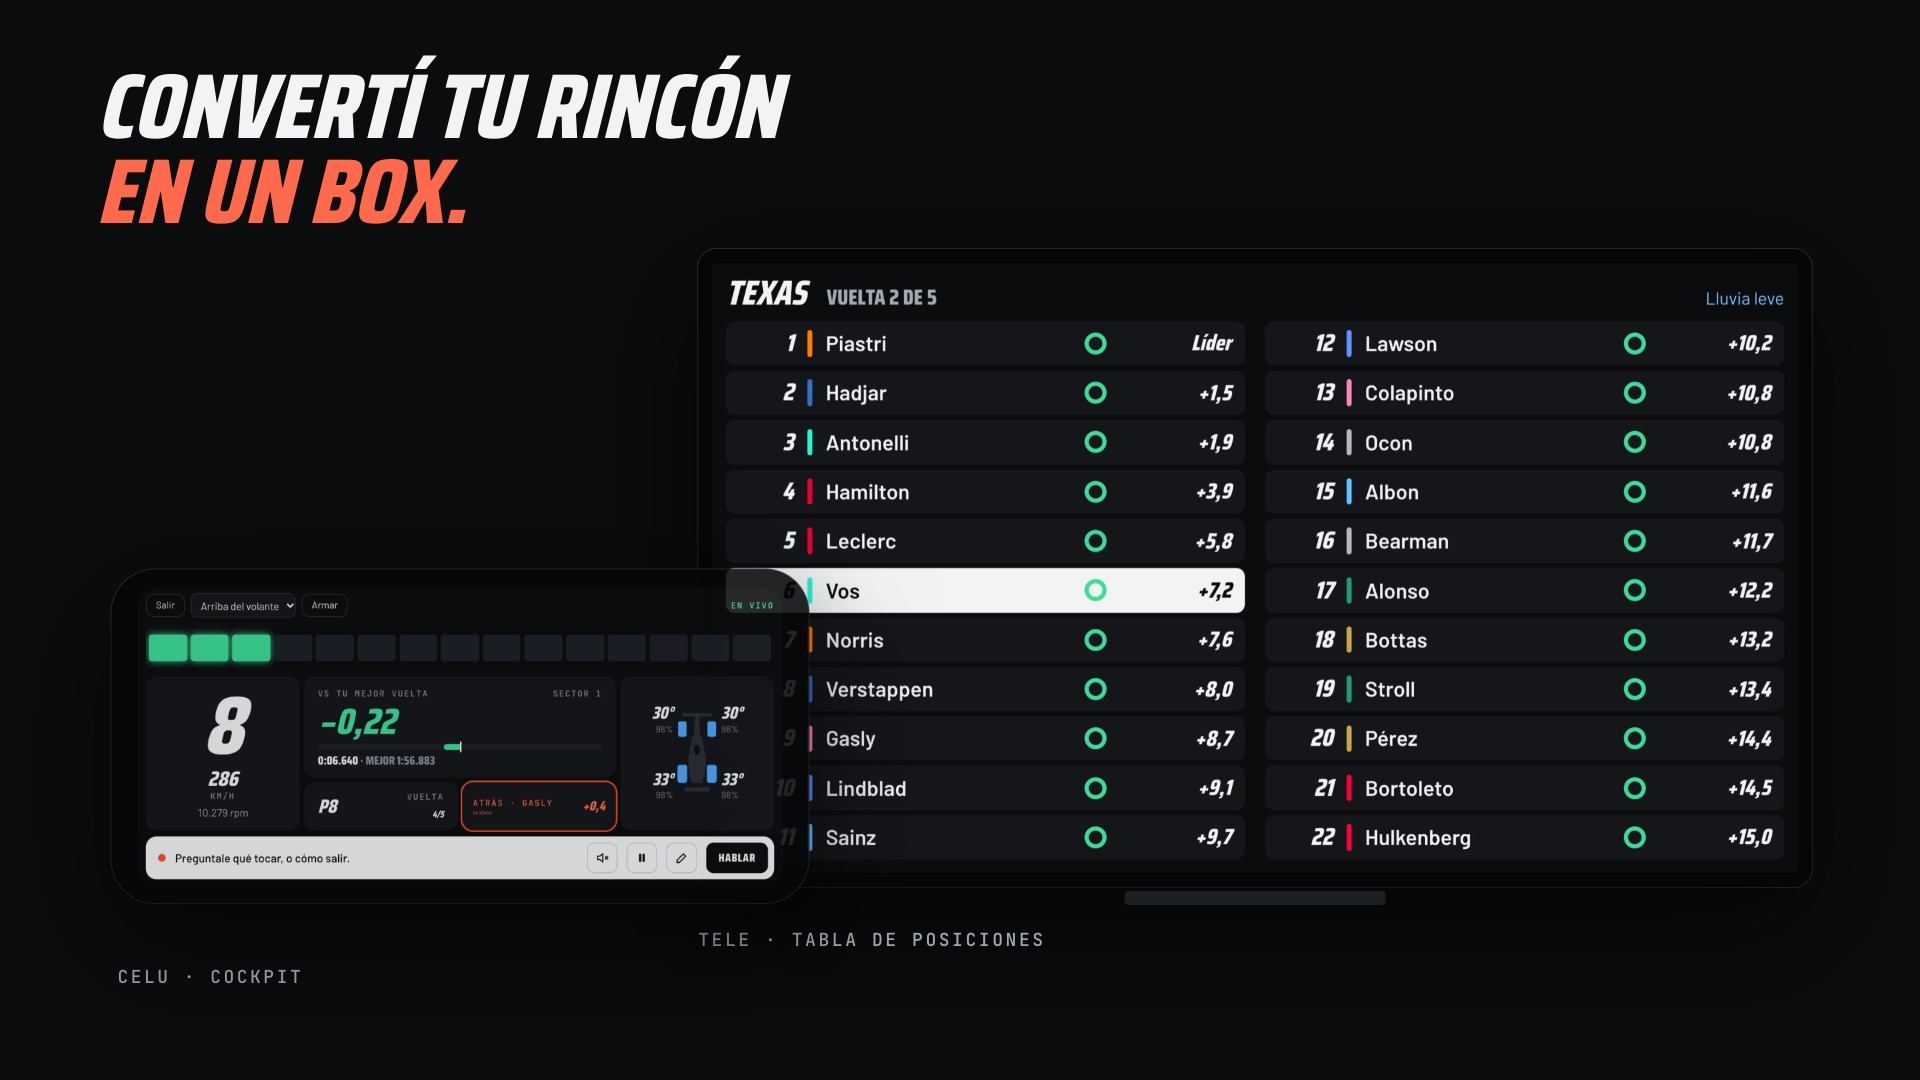 CONVERTÍ TU RINCÓN
EN UN BOX.
TEXAS VUELTA 2 DE 5 Lluvia leve
1 Piastri Líder
2 Hadjar +1,5
3 Antonelli +1,9
4 Hamilton +3,9
5 Leclerc +5,8
6 Vos +7,2
7 Norris +7,6
8 Verstappen +8,0
9 Gasly +8,7
10 Lindblad +9,1
11 Sainz +9,7
12 Lawson +10,2
13 Colapinto +10,8
14 Ocon +10,8
15 Albon +11,6
16 Bearman +11,7
17 Alonso +12,2
18 Bottas +13,2
19 Stroll +13,4
20 Pérez +14,4
21 Bortoleto +14,5
22 Hulkenberg +15,0
Salir Arriba del volante Armar EN VIVO
8
286
KM/H
10.279 rpm
VS TU MEJOR VUELTA SECTOR 1
-0,22
0:06.640 · MEJOR 1:56.883
P8 VUELTA
4/5
ATRÁS · GASLY +0,4
30° 30°
98% 98%
33° 33°
98% 98%
Preguntale qué tocar, o cómo salir. HABLAR
TELE · TABLA DE POSICIONES
CELU · COCKPIT